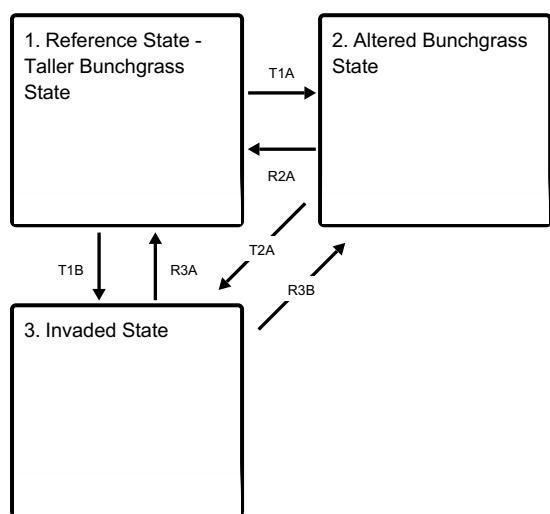 1. Reference State -
Taller Bunchgrass
State
2. Altered Bunchgrass
State
T1A
R2A
T2A
T1B
R3A
R3B
3. Invaded State